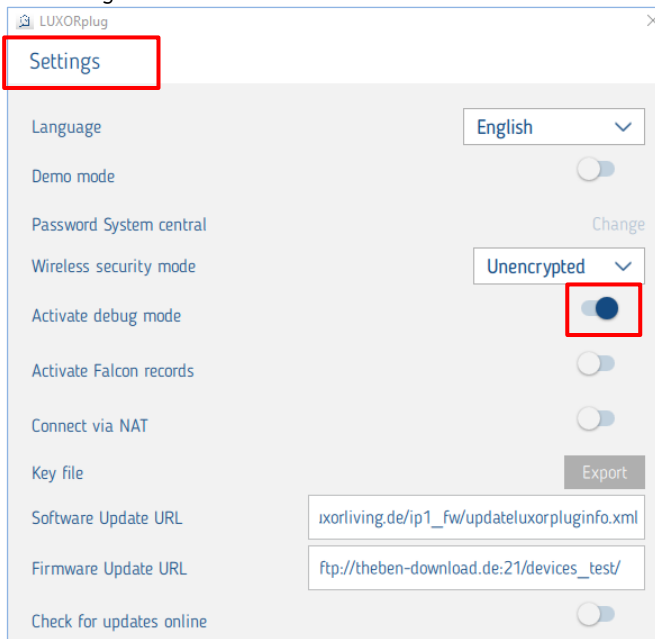 LUXORplug
Settings
Language English
Demo mode
Password System central Change
Wireless security mode Unencrypted
Activate debug mode
Activate Falcon records
Connect via NAT
Key file Export
Software Update URL uxorliving.de/ip1_fw/updateluxorpluginfo.xml
Firmware Update URL ftp://theben-download.de:21/devices_test/
Check for updates online